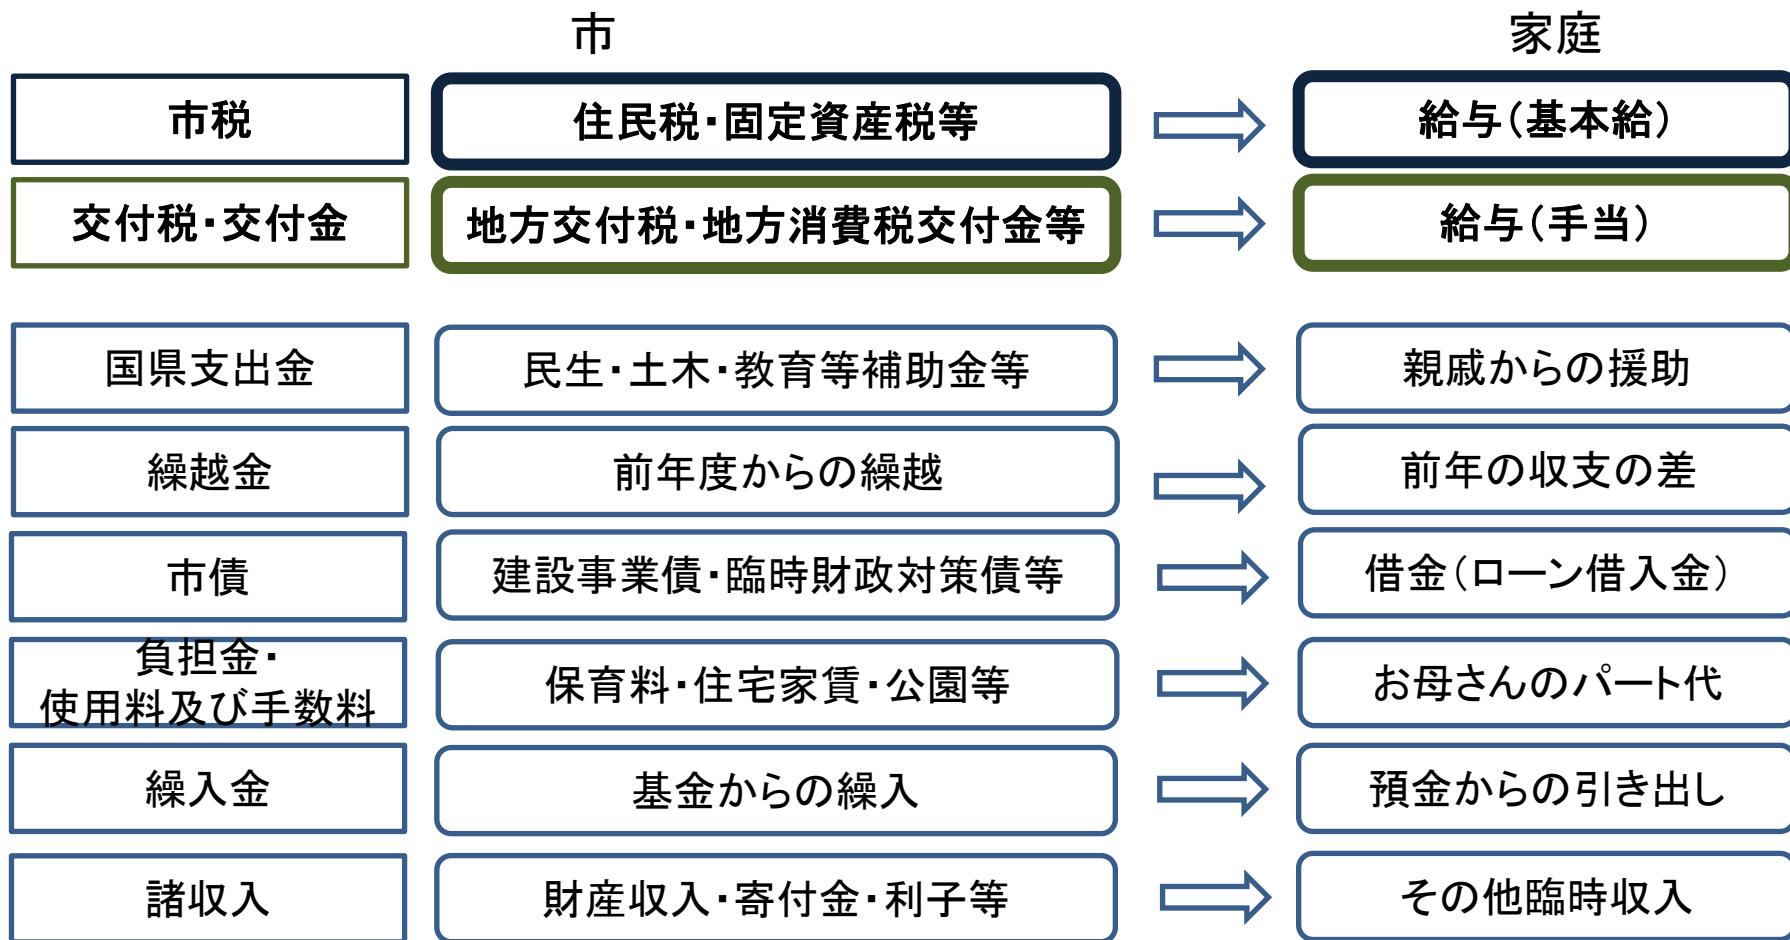 市 家庭
市税 住民税・固定資産税等 給与(基本給)
交付税・交付金 地方交付税・地方消費税交付金等 給与(手当)
国県支出金 民生・土木・教育等補助金等 親戚からの援助
繰越金 前年度からの繰越 前年の収支の差
市債 建設事業債・臨時財政対策債等 借金(ローン借入金)
負担金・
使用料及び手数料 保育料・住宅家賃・公園等 お母さんのパート代
繰入金 基金からの繰入 預金からの引き出し
諸収入 財産収入・寄付金・利子等 その他臨時収入